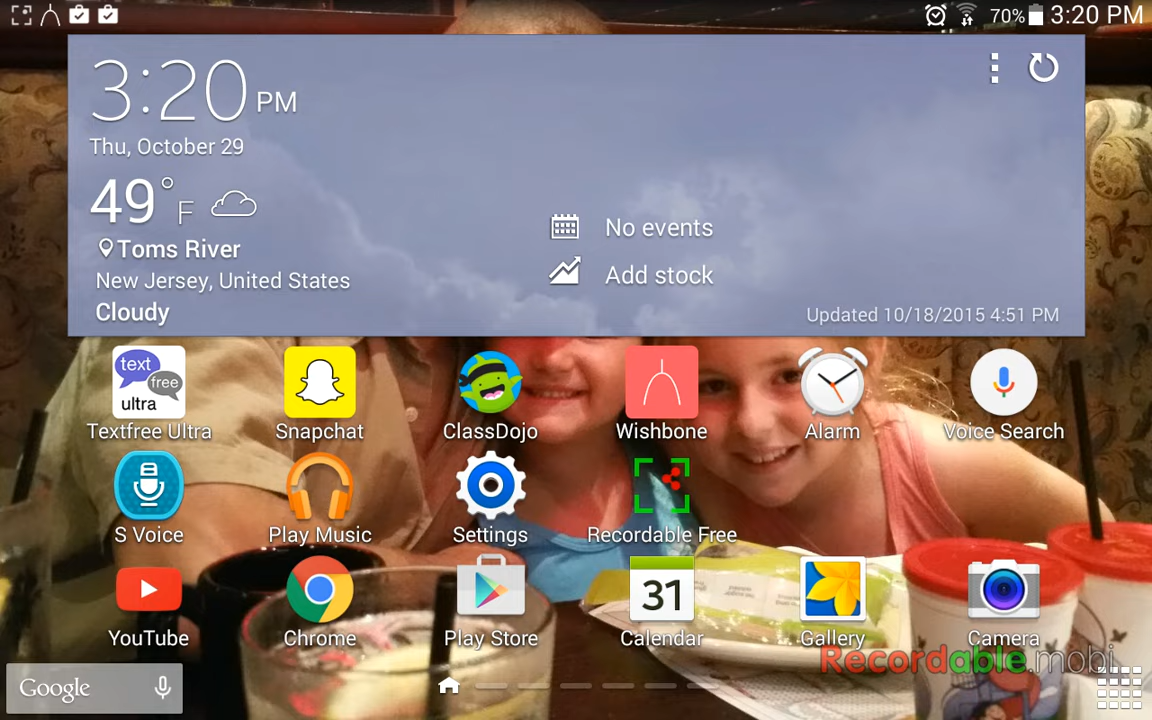 70% 3:20 PM
3:20 PM
Thu, October 29
49°F
Toms River
New Jersey, United States
Cloudy
No events
Add stock
Updated 10/18/2015 4:51 PM
text
free
ultra
Textfree Ultra Snapchat ClassDojo Wishbone Alarm Voice Search
S Voice Play Music Settings Recordable Free
31
YouTube Chrome Play Store Calendar Gallery Camera
Recordable.mobi
Google